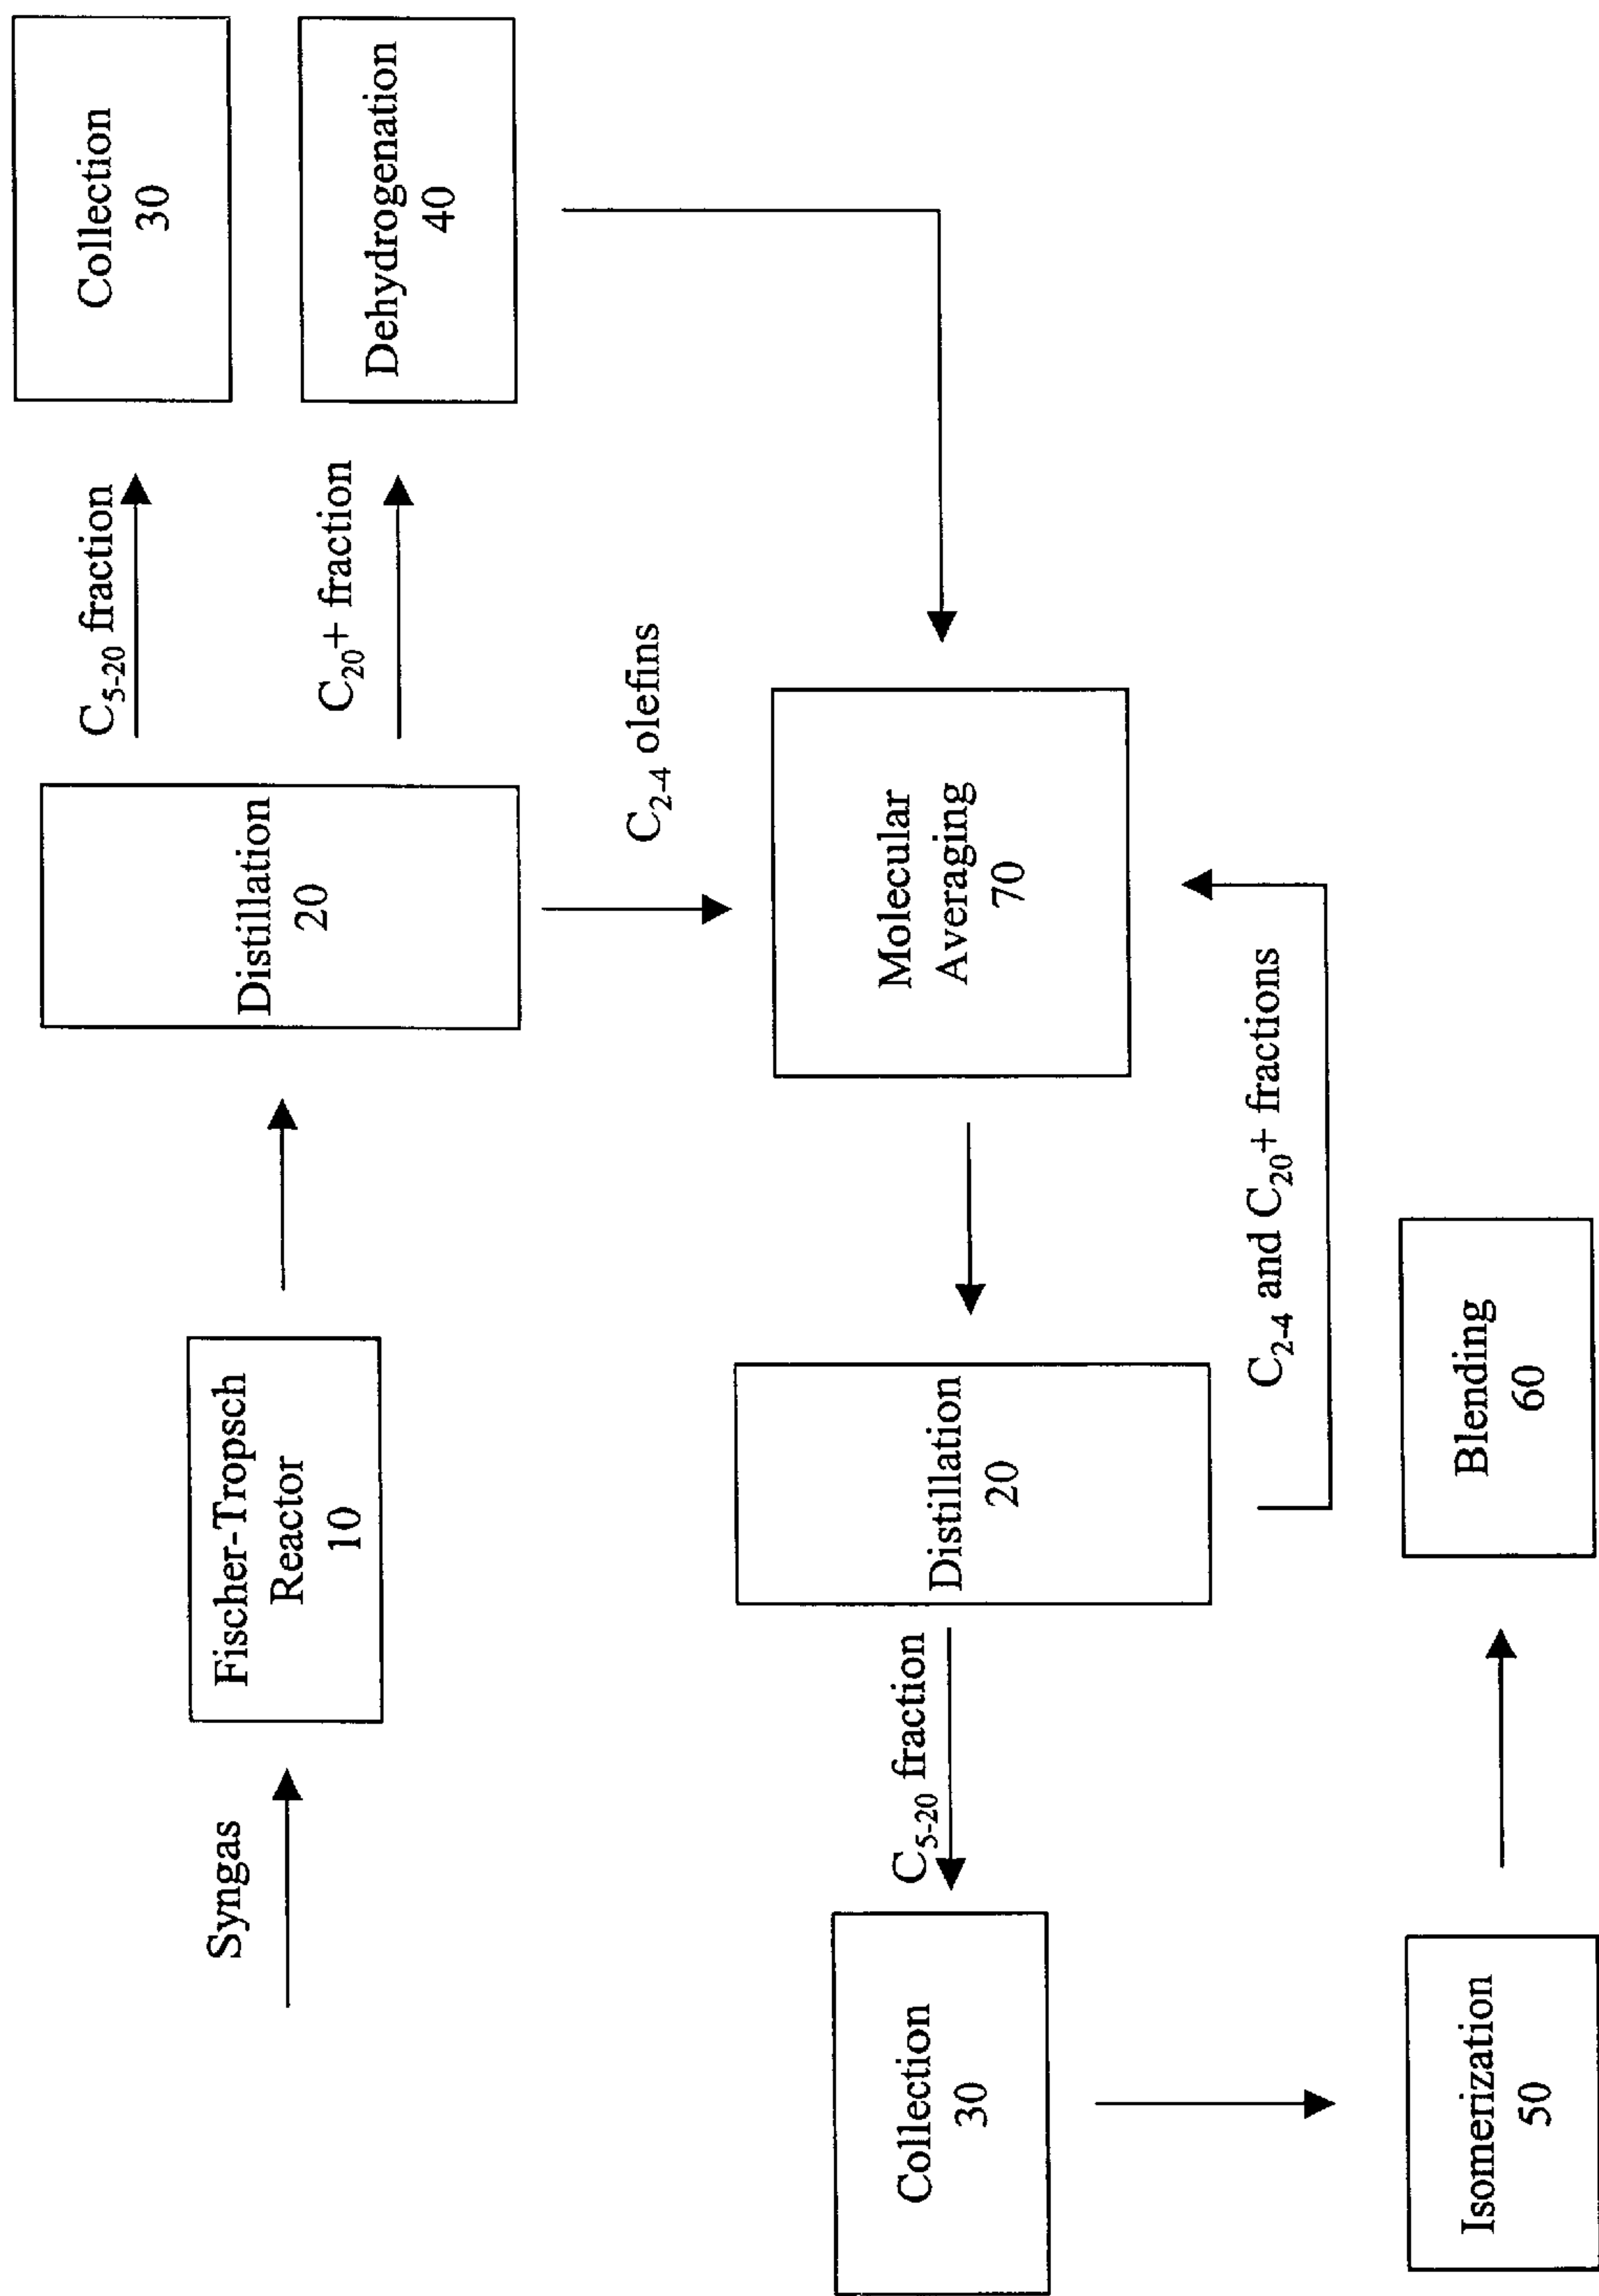 Syngas
Fischer-Tropsch
Reactor
10
Distillation
20
C₅₋₂₀ fraction
Collection
30
C₂₀+ fraction
Dehydrogenation
40
C₂₋₄ olefins
Molecular
Averaging
70
Distillation
20
C₂₋₄ and C₂₀+ fractions
C₅₋₂₀ fraction
Collection
30
Isomerization
50
Blending
60